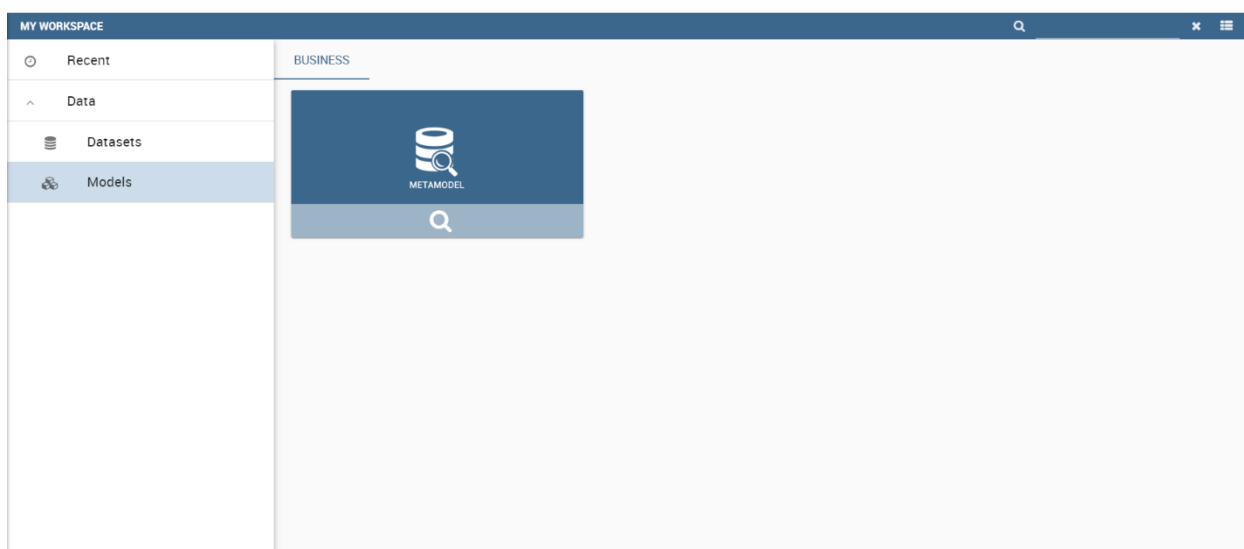 MY WORKSPACE
Recent
Data
Datasets
Models
BUSINESS
METAMODEL